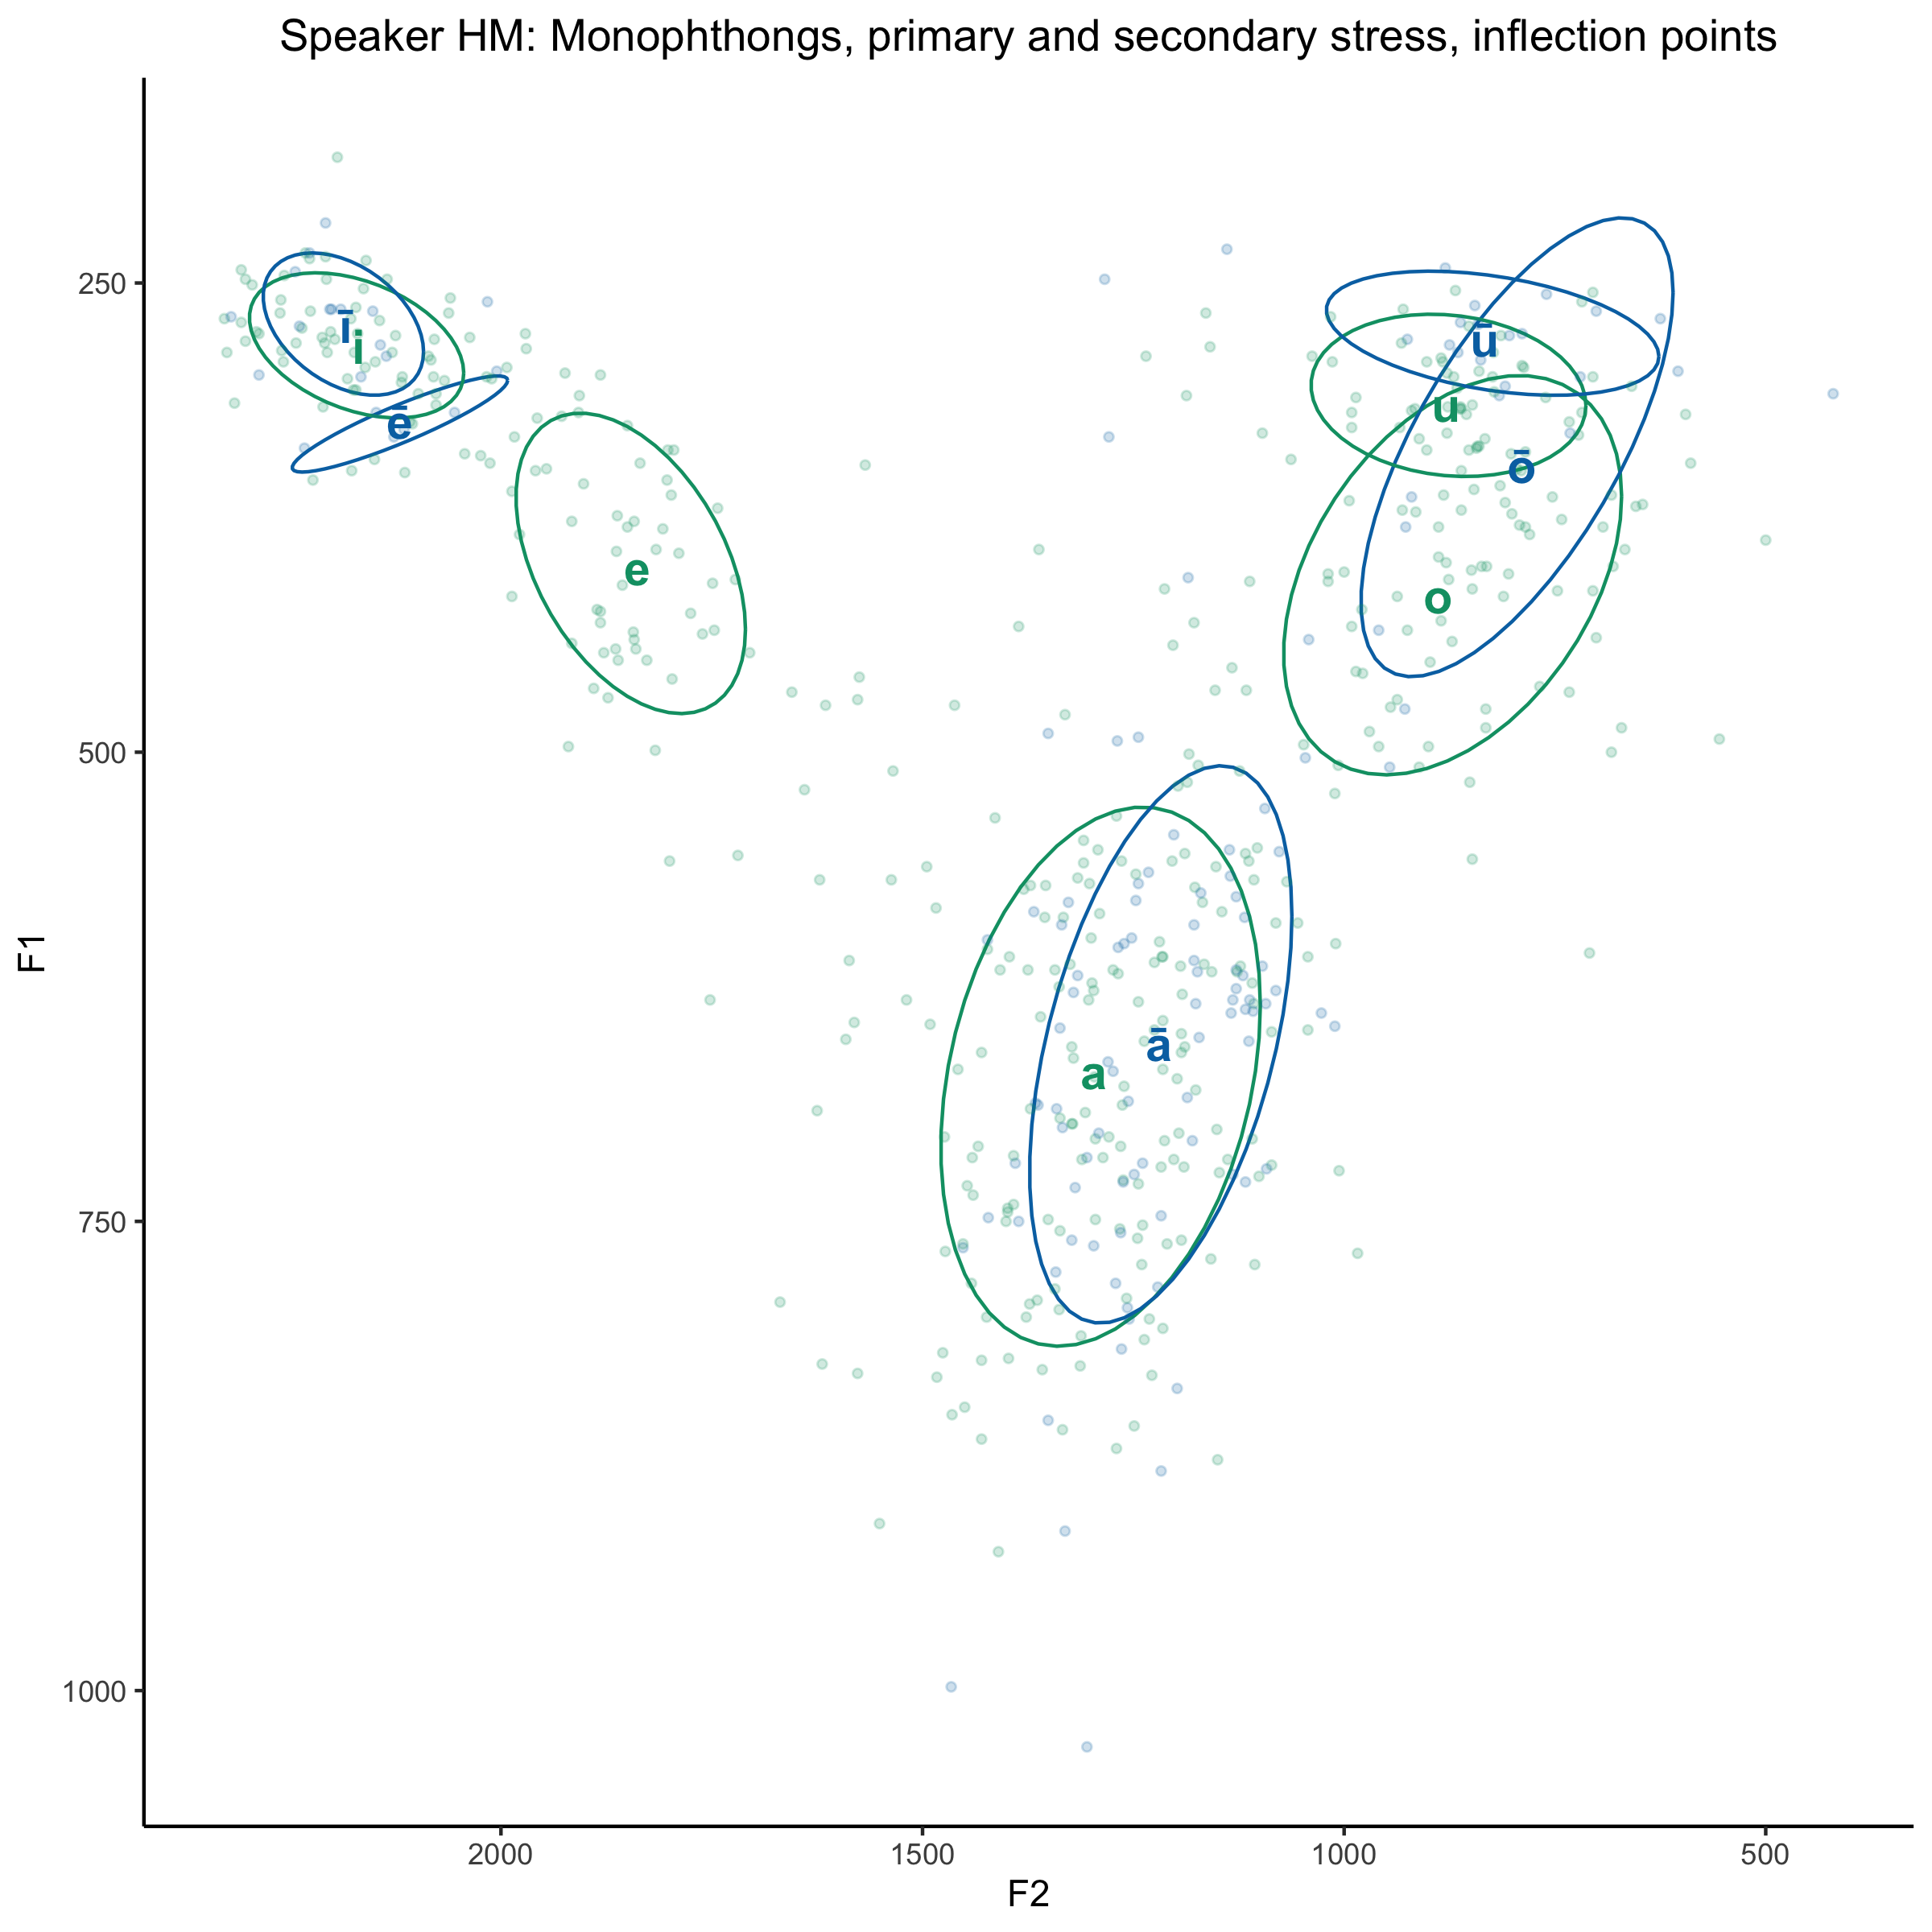 Speaker HM: Monophthongs, primary and secondary stress, inflection points
250
500
750
1000
F1
ī
i
ē
e
ū
u
ō
o
ā
a
2000
1500
1000
500
F2